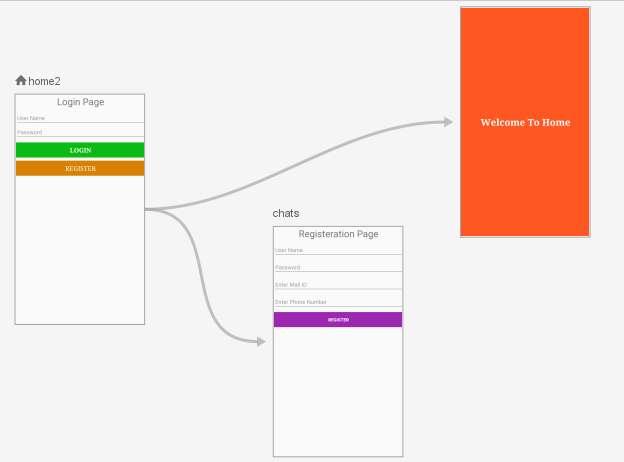 home2
Login Page
User Name
Password
LOGIN
REGISTER
Welcome To Home
chats
Registeration Page
User Name
Password
Enter Mail ID
Enter Phone Number
REGISTER